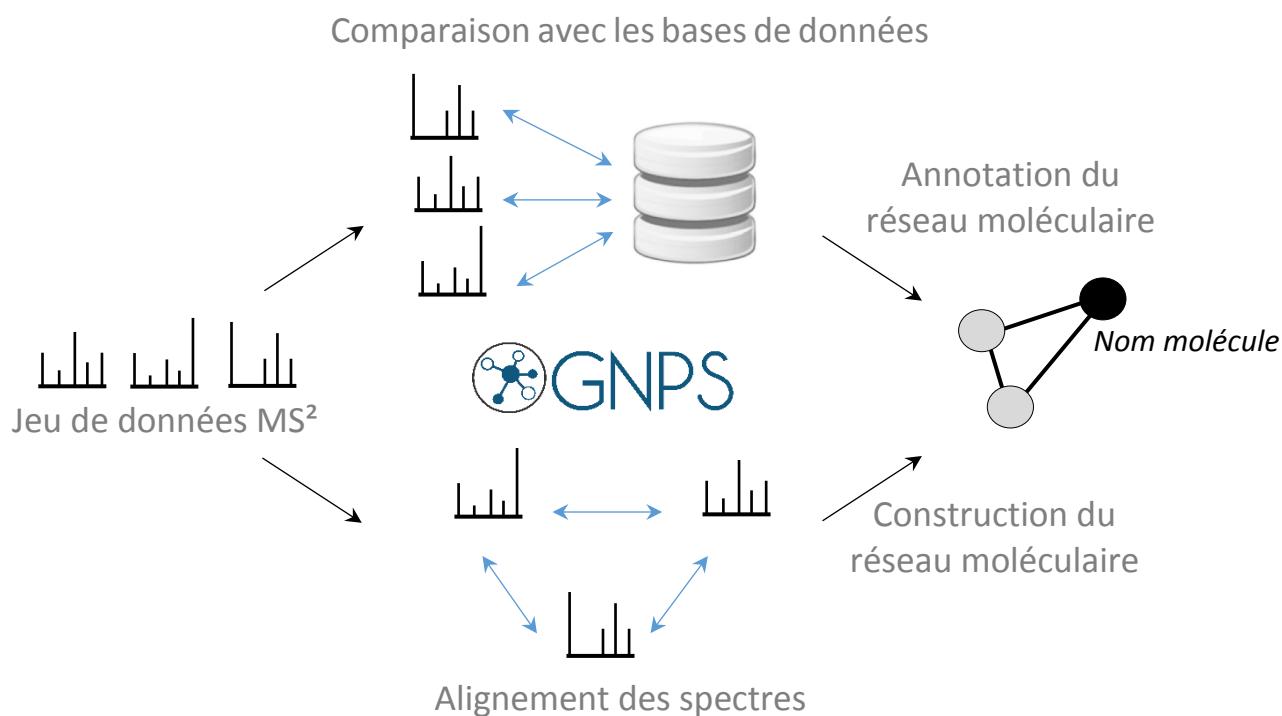 Comparaison avec les bases de données
Annotation du
réseau moléculaire
Nom molécule
GNPS
Jeu de données MS²
Construction du
réseau moléculaire
Alignement des spectres